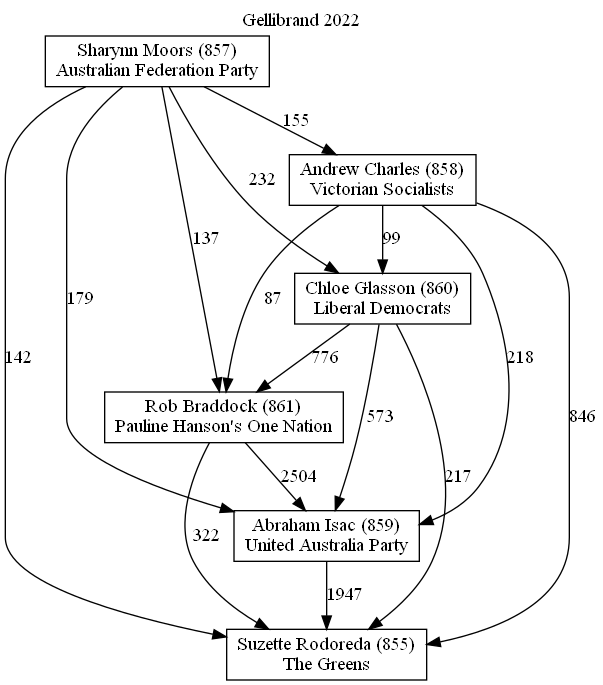 Gellibrand 2022
Sharynn Moors (857)
Australian Federation Party
155
Andrew Charles (858)
Victorian Socialists
232
137
99
87
179
142
Chloe Glasson (860)
Liberal Democrats
776
573
218
217
846
Rob Braddock (861)
Pauline Hanson's One Nation
2504
322
Abraham Isac (859)
United Australia Party
1947
Suzette Rodoreda (855)
The Greens